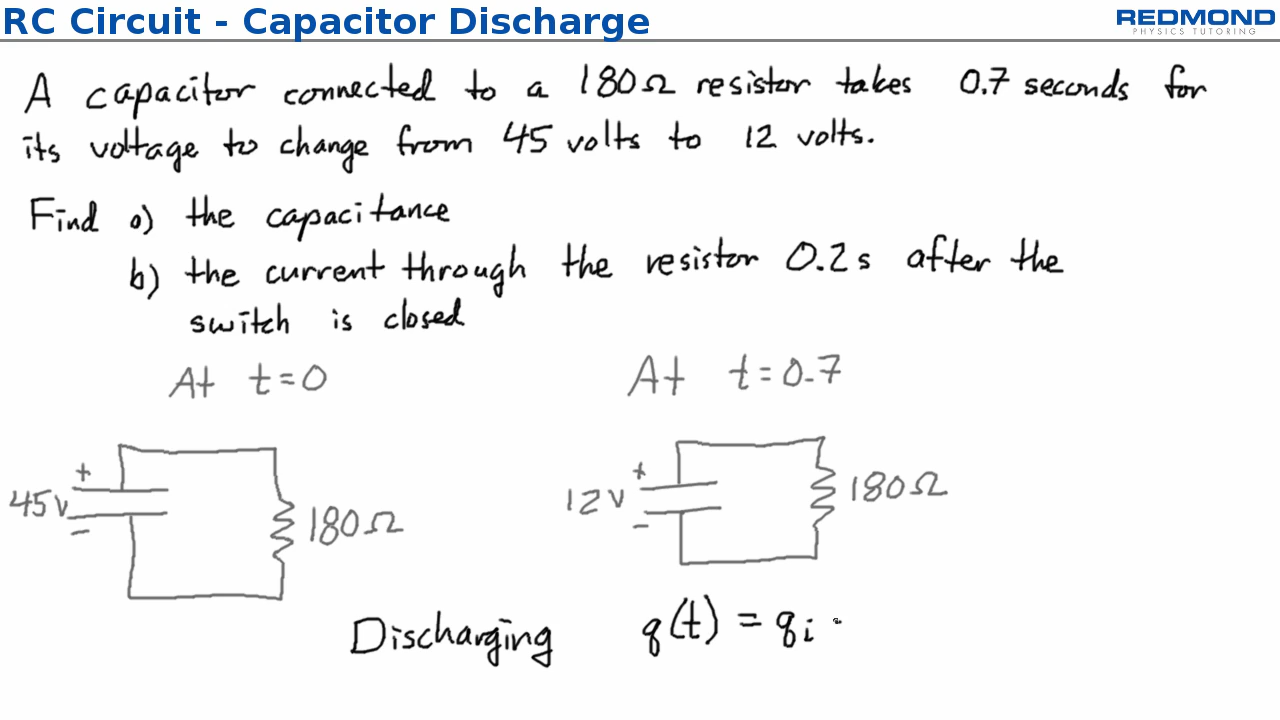 RC Circuit - Capacitor Discharge
REDMOND
PHYSICS TUTORING
A capacitor connected to a 180Ω resistor takes 0.7 seconds for
its voltage to change from 45 volts to 12 volts.
Find a) the capacitance
b) the current through the resistor 0.2s after the
switch is closed
At t=0
At t=0.7
+
45v
-
180Ω
+
12v
-
180Ω
Discharging q(t) = qi